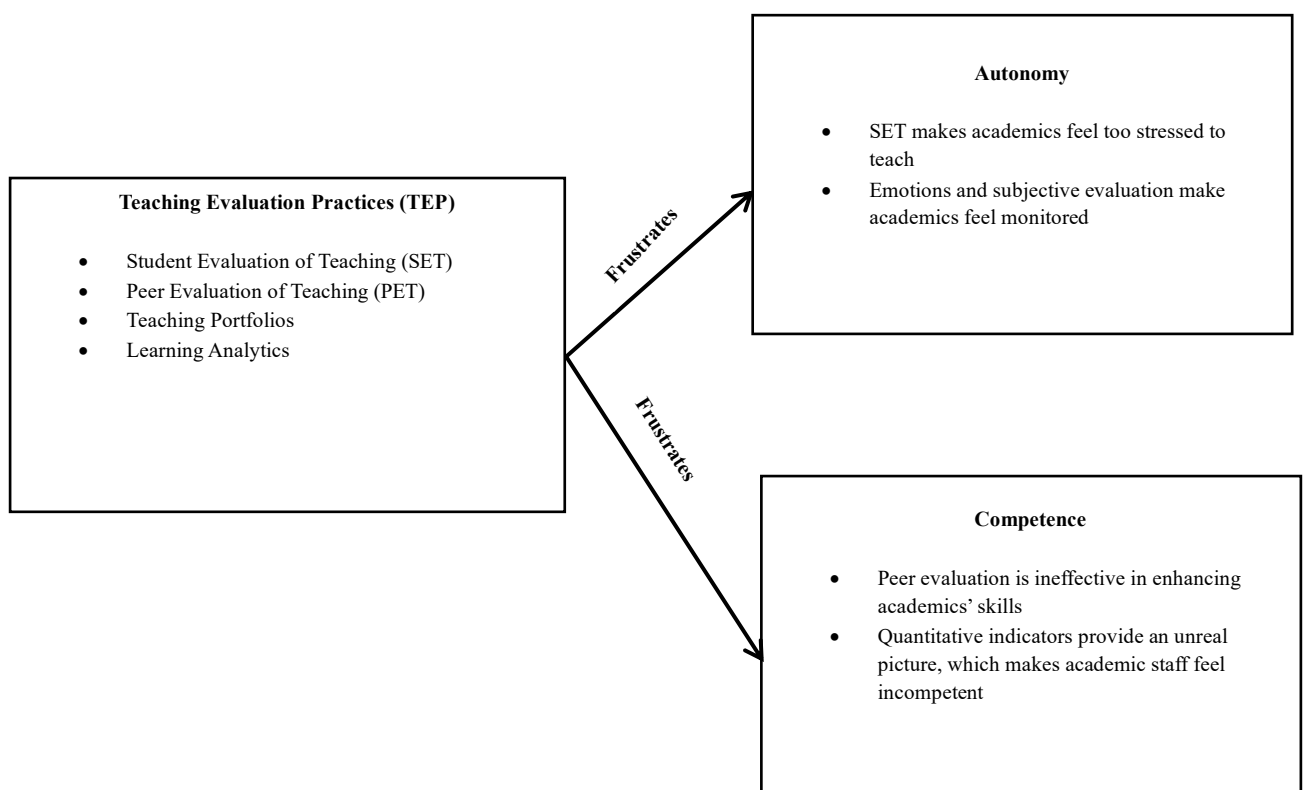 Teaching Evaluation Practices (TEP)
• Student Evaluation of Teaching (SET)
• Peer Evaluation of Teaching (PET)
• Teaching Portfolios
• Learning Analytics
Frustrates
Frustrates
Autonomy
• SET makes academics feel too stressed to
teach
• Emotions and subjective evaluation make
academics feel monitored
Competence
• Peer evaluation is ineffective in enhancing
academics’ skills
• Quantitative indicators provide an unreal
picture, which makes academic staff feel
incompetent